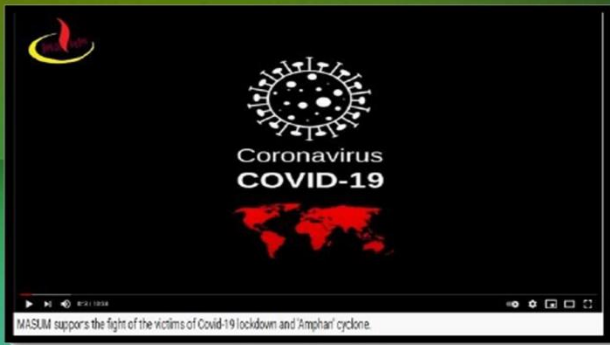 Coronavirus
COVID-19
MASUM supports the fight of the victims of Covid-19 lockdown and 'Amphan' cyclone.